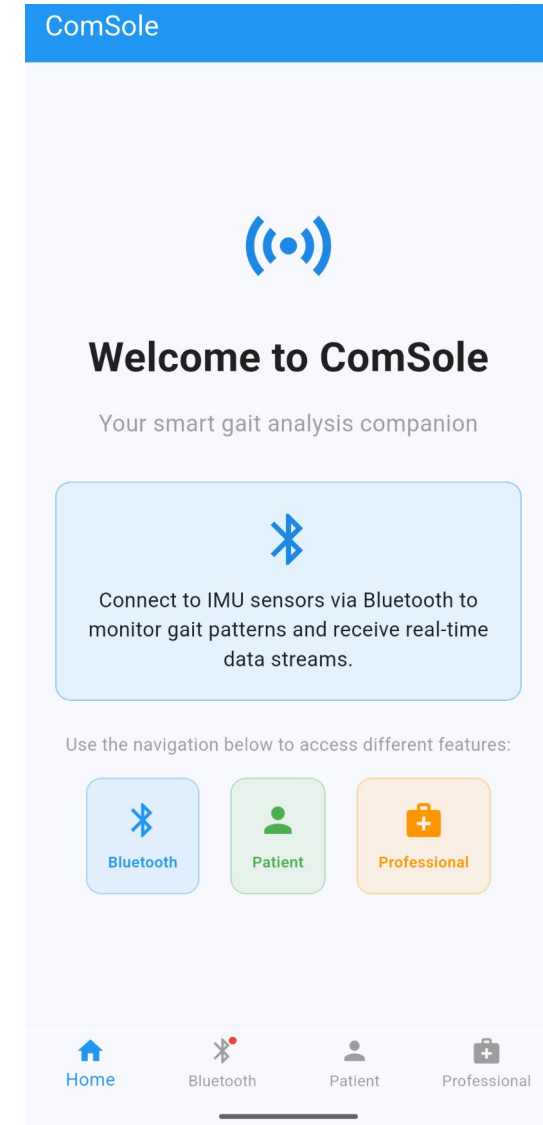 ComSole
Welcome to ComSole
Your smart gait analysis companion
Connect to IMU sensors via Bluetooth to
monitor gait patterns and receive real-time
data streams.
Use the navigation below to access different features:
Bluetooth
Patient
Professional
Home
Bluetooth
Patient
Professional